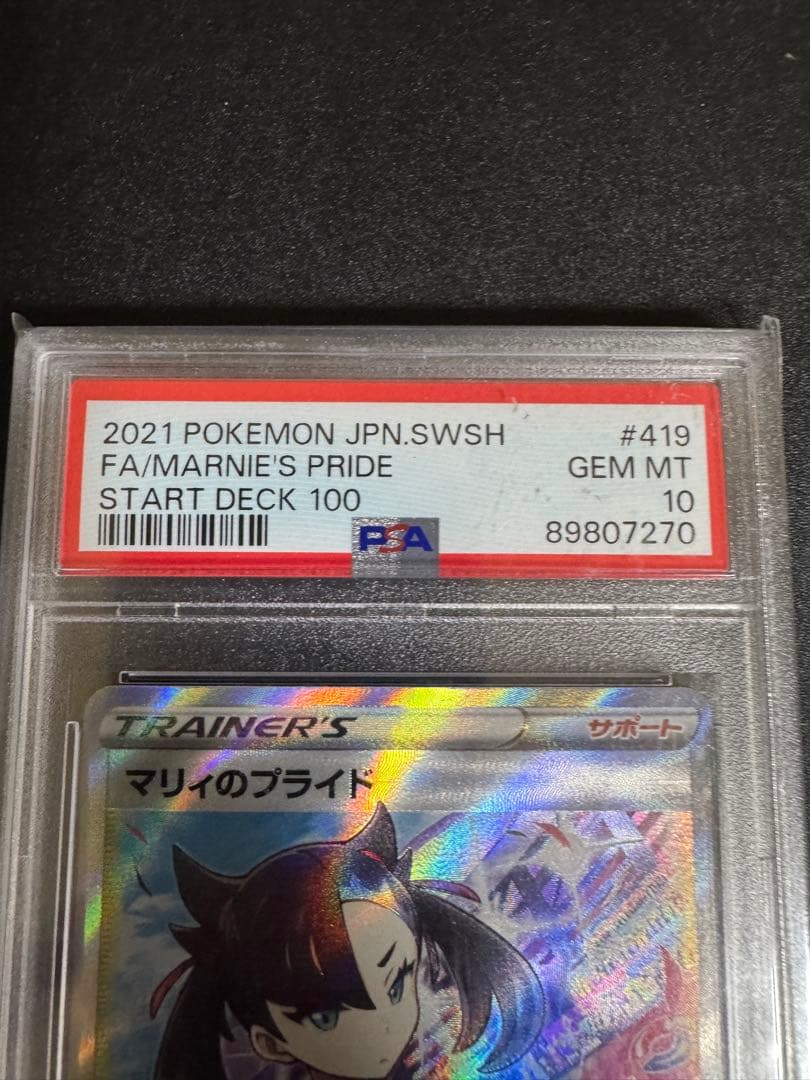 2021 POKEMON JPN.SWSH #419
FA/MARNIE'S PRIDE GEM MT
START DECK 100 10
PSA 89807270
TRAINER'S サポート
マリィのプライド